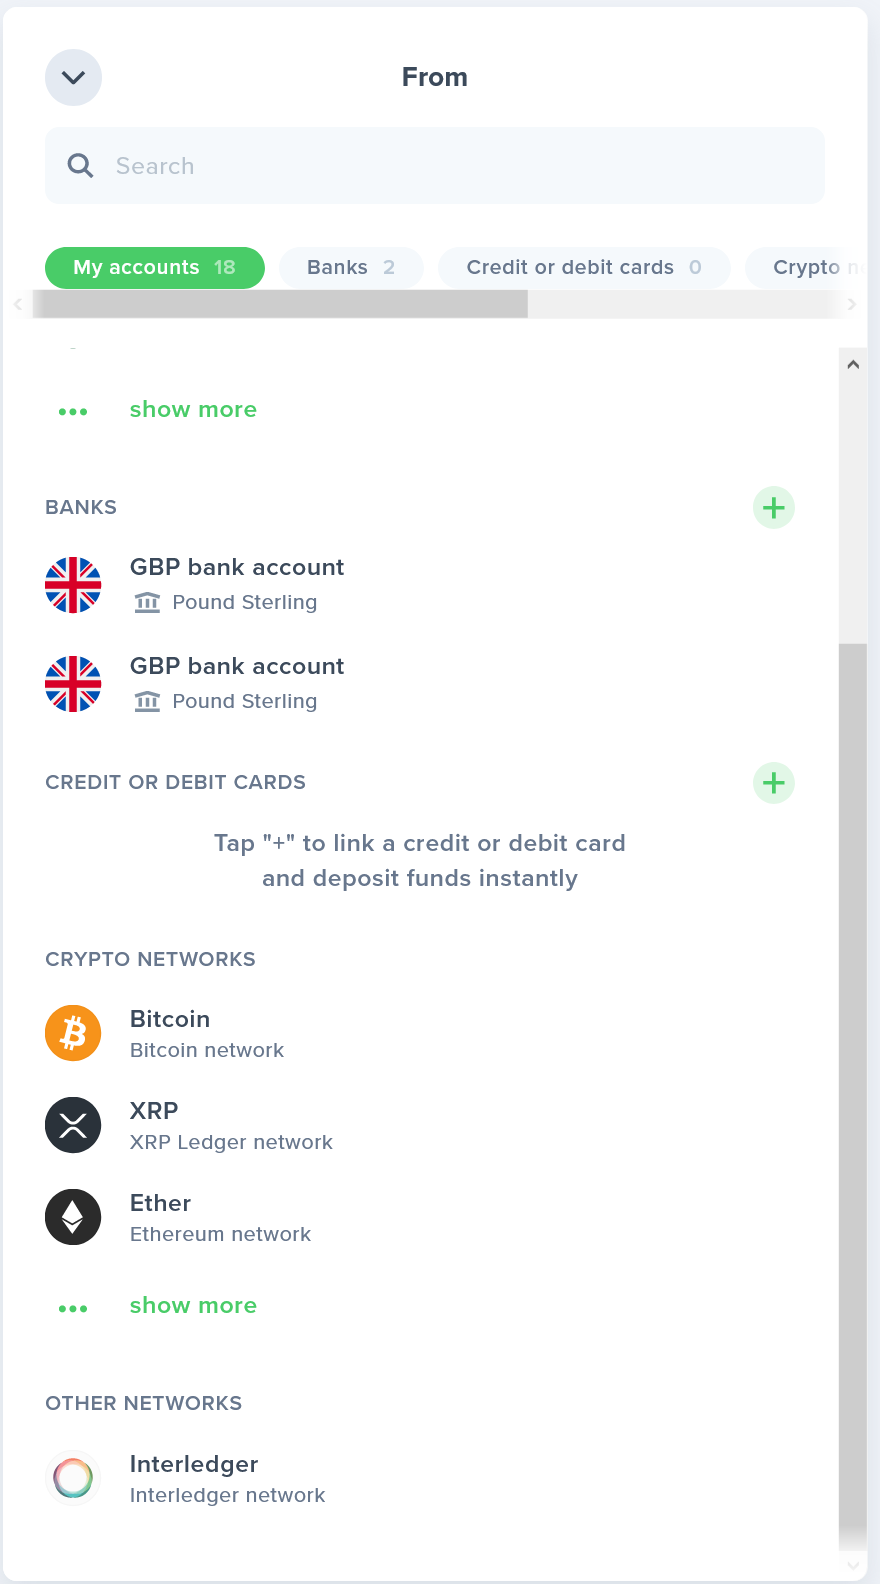 From
Search
My accounts 18 Banks 2 Credit or debit cards 0 Crypto
show more
BANKS
GBP bank account
Pound Sterling
GBP bank account
Pound Sterling
CREDIT OR DEBIT CARDS
Tap "+" to link a credit or debit card
and deposit funds instantly
CRYPTO NETWORKS
Bitcoin
Bitcoin network
XRP
XRP Ledger network
Ether
Ethereum network
show more
OTHER NETWORKS
Interledger
Interledger network